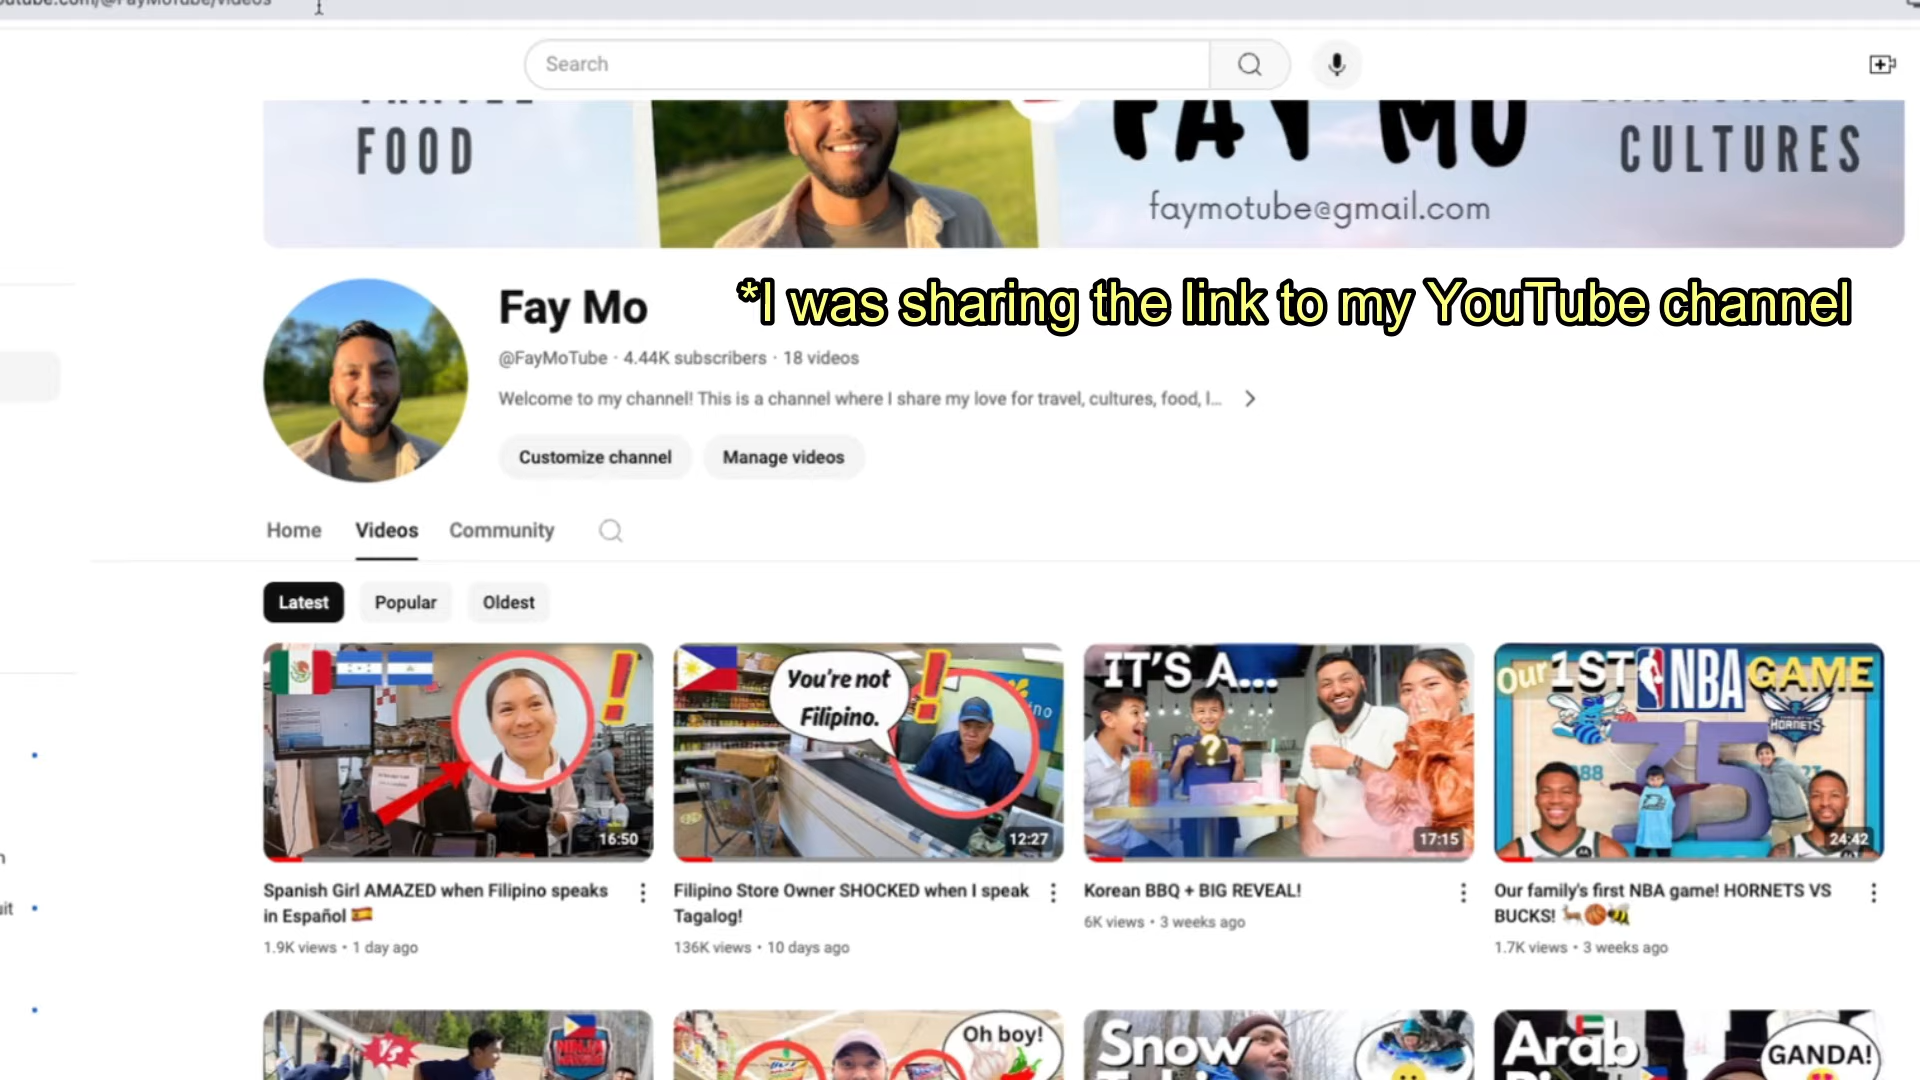 Search
FOOD
FAY MO
CULTURES
faymotube@gmail.com
Fay Mo
*I was sharing the link to my YouTube channel
@FayMoTube · 4.44K subscribers · 18 videos
Welcome to my channel! This is a channel where I share my love for travel, cultures, food, l...
Customize channel
Manage videos
Home
Videos
Community
Latest
Popular
Oldest
You're not
Filipino.
16:50
12:27
IT'S A...
?
17:15
Our 1ST NBA GAME
HORNETS
35
24:42
Spanish Girl AMAZED when Filipino speaks
in Español
1.9K views • 1 day ago
Filipino Store Owner SHOCKED when I speak
Tagalog!
136K views • 10 days ago
Korean BBQ + BIG REVEAL!
6K views • 3 weeks ago
Our family's first NBA game! HORNETS VS
BUCKS!
1.7K views • 3 weeks ago
VS
Oh boy!
Snow
Arab
GANDA!